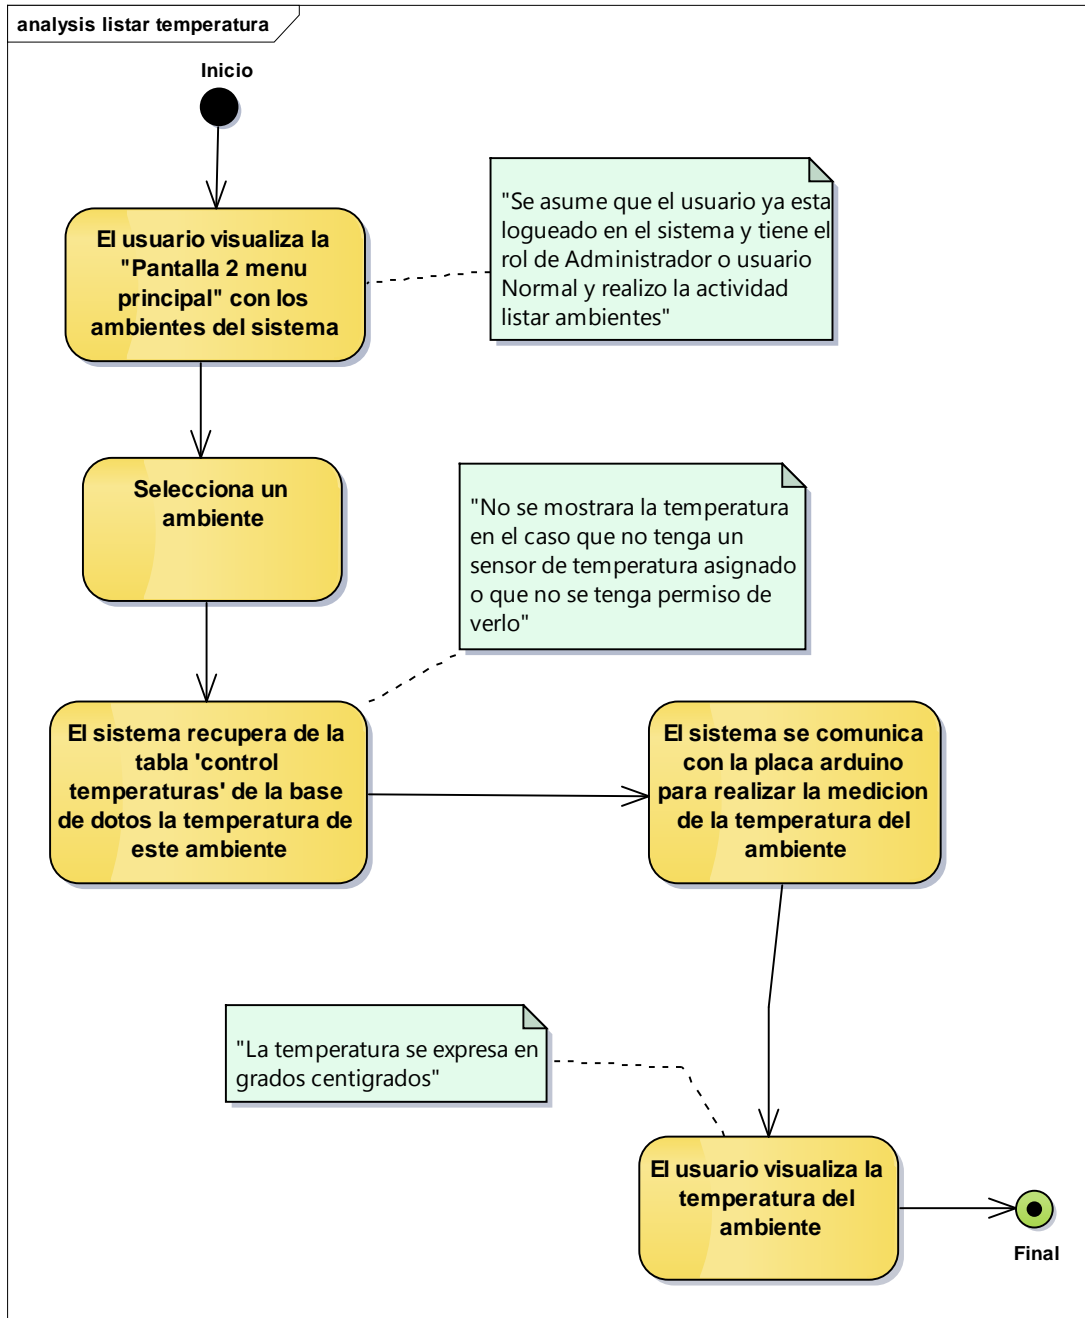 analysis listar temperatura
Inicio
El usuario visualiza la
"Pantalla 2 menu
principal" con los
ambientes del sistema
"Se asume que el usuario ya esta
logueado en el sistema y tiene el
rol de Administrador o usuario
Normal y realizo la actividad
listar ambientes"
Selecciona un
ambiente
"No se mostrara la temperatura
en el caso que no tenga un
sensor de temperatura asignado
o que no se tenga permiso de
verlo"
El sistema recupera de la
tabla 'control
temperaturas' de la base
de dotos la temperatura de
este ambiente
El sistema se comunica
con la placa arduino
para realizar la medicion
de la temperatura del
ambiente
"La temperatura se expresa en
grados centigrados"
El usuario visualiza la
temperatura del
ambiente
Final